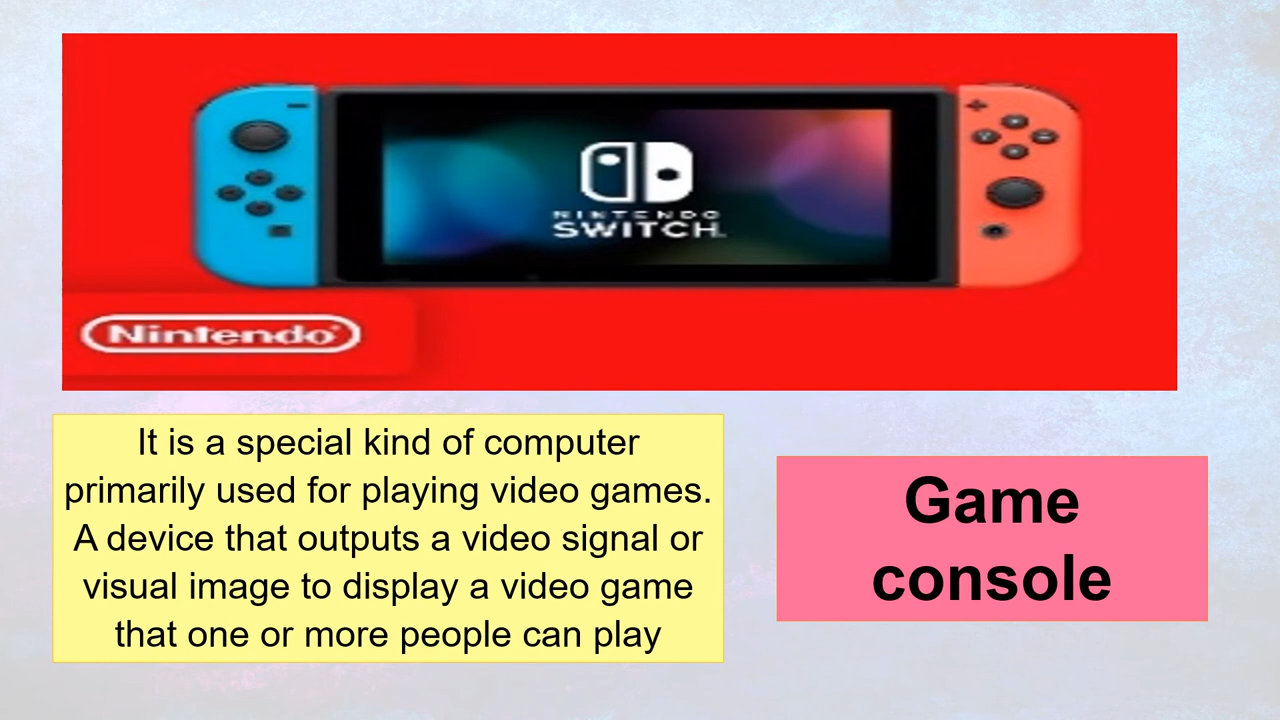 NINTENDO
SWITCH.
Nintendo
It is a special kind of computer
primarily used for playing video games.
A device that outputs a video signal or
visual image to display a video game
that one or more people can play
Game
console